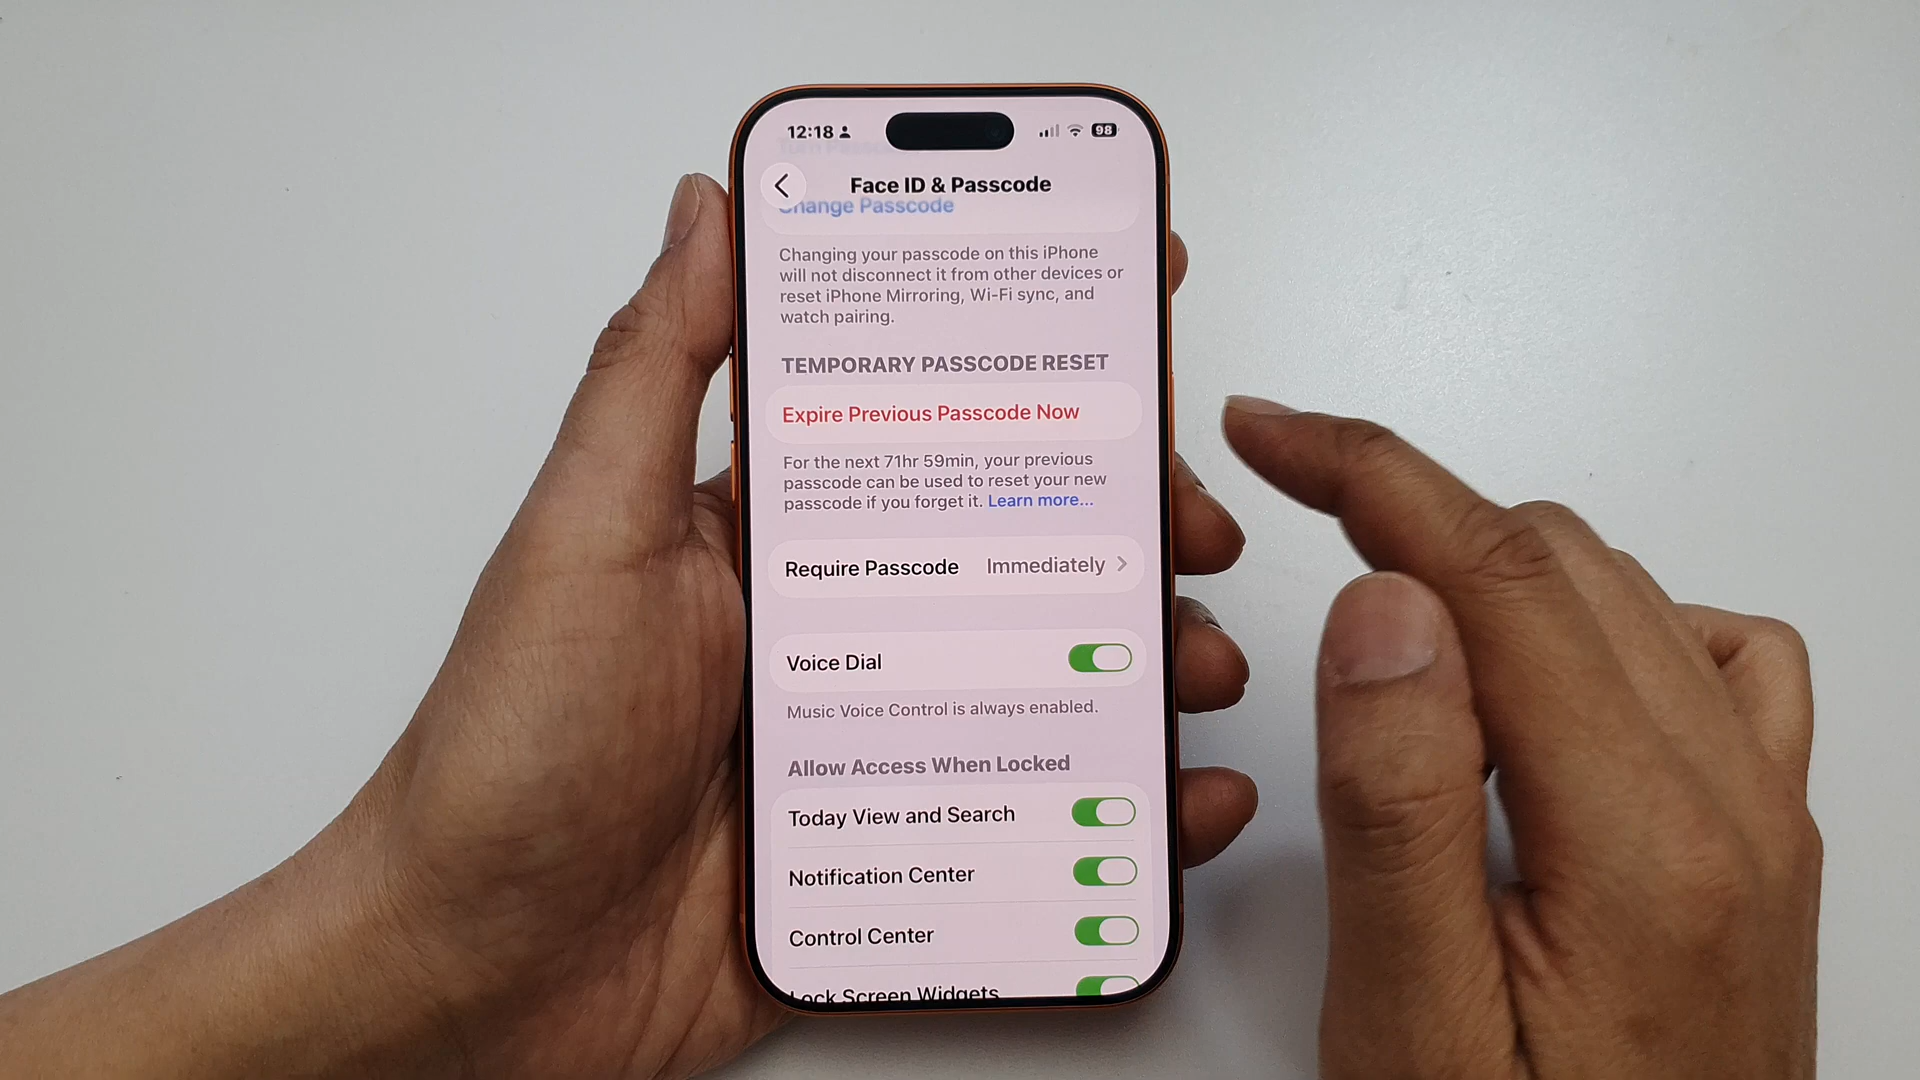 12:18
98
Face ID & Passcode
Change Passcode
Changing your passcode on this iPhone
will not disconnect it from other devices or
reset iPhone Mirroring, Wi-Fi sync, and
watch pairing.
TEMPORARY PASSCODE RESET
Expire Previous Passcode Now
For the next 71hr 59min, your previous
passcode can be used to reset your new
passcode if you forget it. Learn more...
Require Passcode Immediately
Voice Dial
Music Voice Control is always enabled.
Allow Access When Locked
Today View and Search
Notification Center
Control Center
Lock Screen Widgets